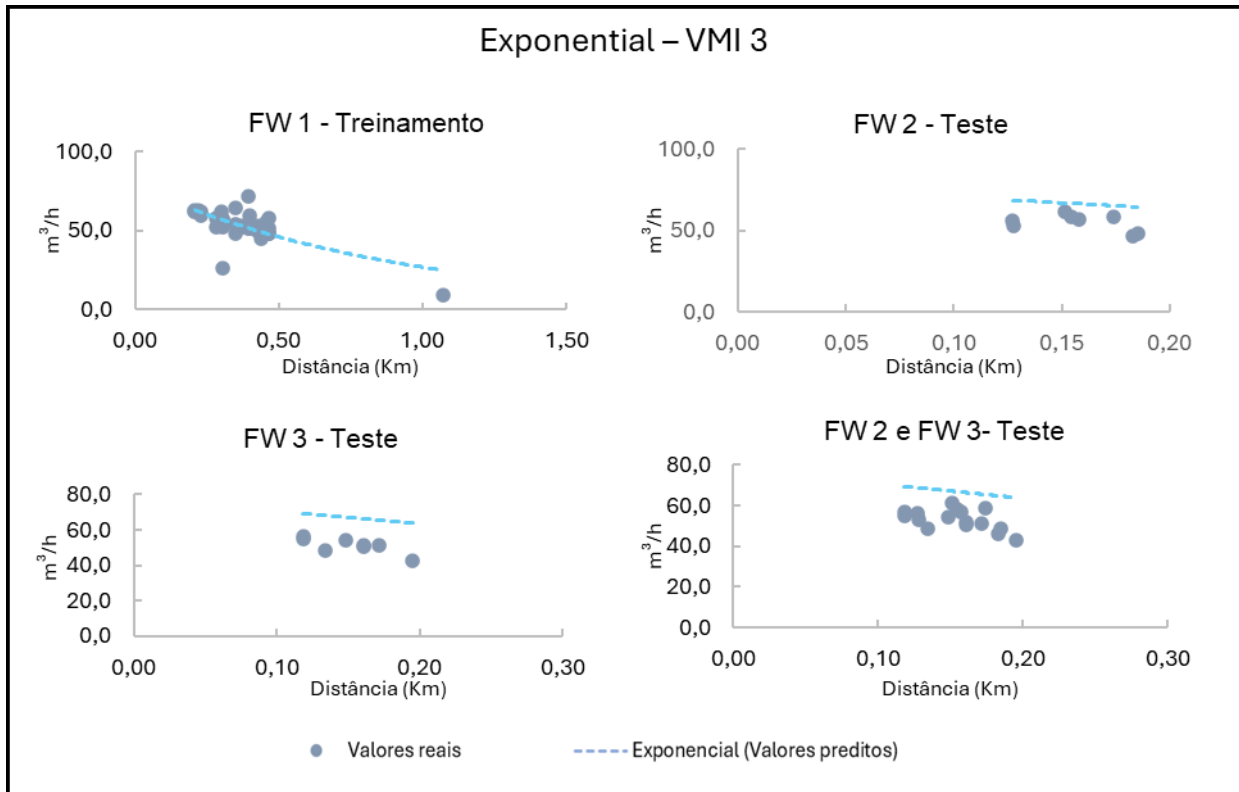 Exponential – VMI 3
FW 1 - Treinamento
100,0
50,0
0,0
m³/h
0,00 0,50 1,00 1,50
Distância (Km)
FW 2 - Teste
100,0
50,0
0,0
m³/h
0,00 0,05 0,10 0,15 0,20
Distância (Km)
FW 3 - Teste
80,0
60,0
40,0
20,0
0,0
m³/h
0,00 0,10 0,20 0,30
Distância (Km)
FW 2 e FW 3- Teste
80,0
60,0
40,0
20,0
0,0
m³/h
0,00 0,10 0,20 0,30
Distância (Km)
Valores reais Exponencial (Valores preditos)